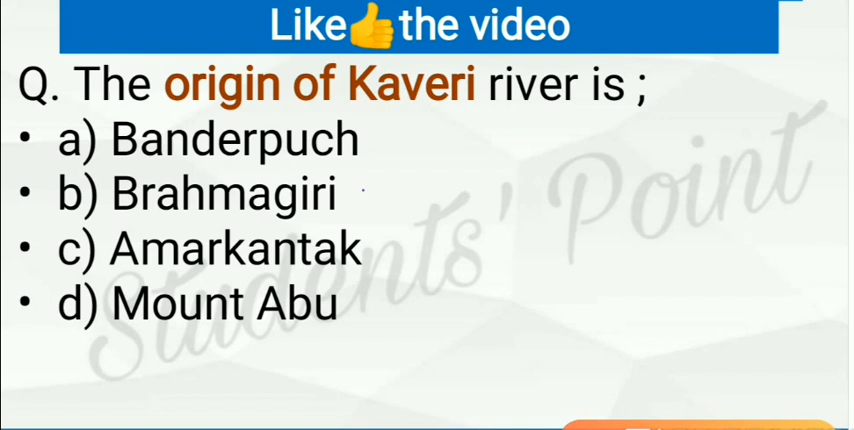 Like👍the video
Q. The origin of Kaveri river is ;
• a) Banderpuch
• b) Brahmagiri
• c) Amarkantak
• d) Mount Abu
Students' Point